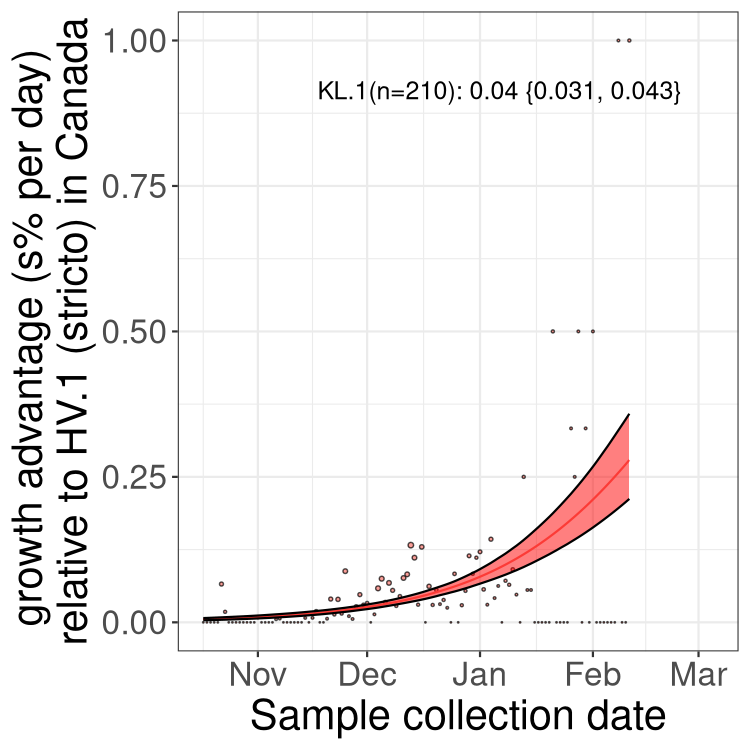 growth advantage (s% per day)
relative to HV.1 (stricto) in Canada
1.00
0.75
0.50
0.25
0.00
KL.1(n=210): 0.04 {0.031, 0.043}
Nov Dec Jan Feb Mar
Sample collection date